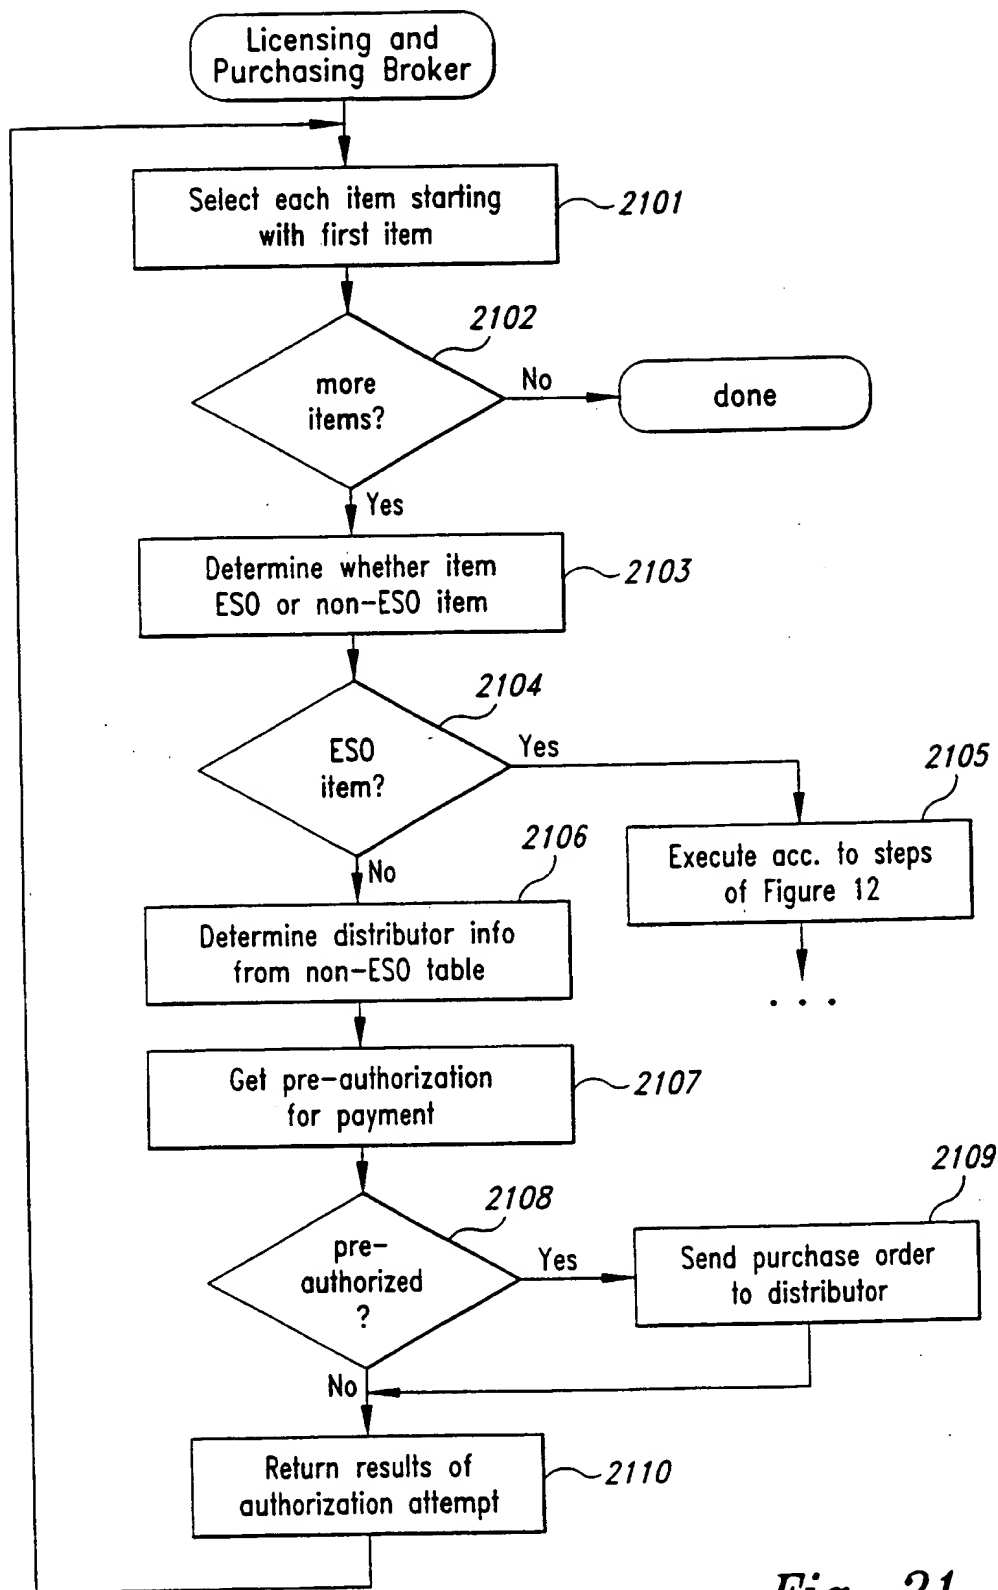 Licensing and
Purchasing Broker
Select each item starting
with first item
2101
2102
more
items?
No
done
Yes
Determine whether item
ESO or non-ESO item
2103
2104
ESO
item?
Yes
2105
Execute acc. to steps
of Figure 12
. . .
No
2106
Determine distributor info
from non-ESO table
Get pre-authorization
for payment
2107
2108
pre-
authorized
?
Yes
2109
Send purchase order
to distributor
No
Return results of
authorization attempt
2110
Fig. 21